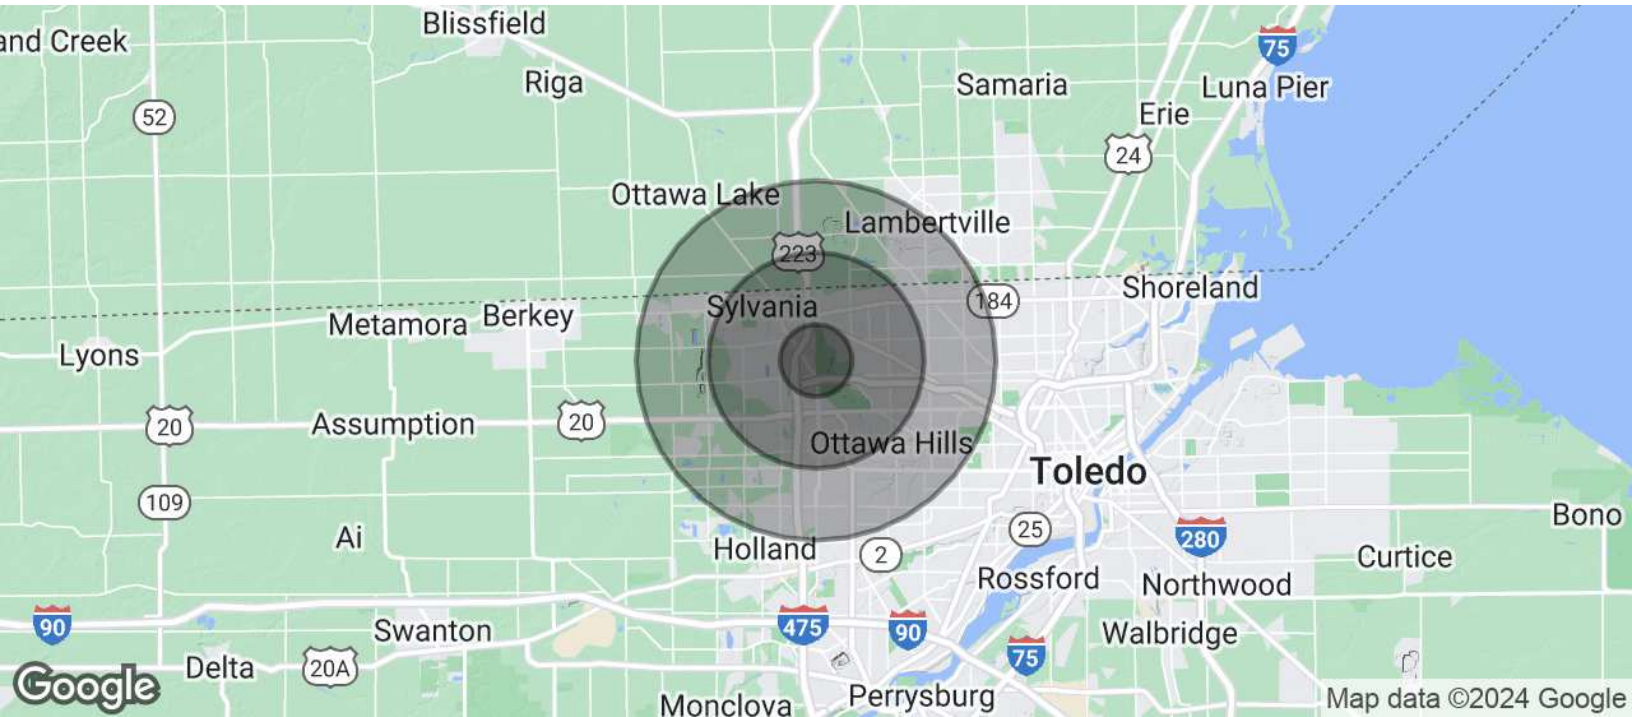 Blissfield
and Creek
75
Riga
Samaria
Luna Pier
52
Erie
24
Ottawa Lake
Lambertville
223
Shoreland
184
Sylvania
Metamora
Berkey
Lyons
20
Assumption
20
Ottawa Hills
Toledo
109
Bono
Ai
25
280
Holland
2
Curtice
Rossford
Northwood
90
475
90
Swanton
Walbridge
75
Delta
20A
Google
Monclova
Perrysburg
Map data ©2024 Google